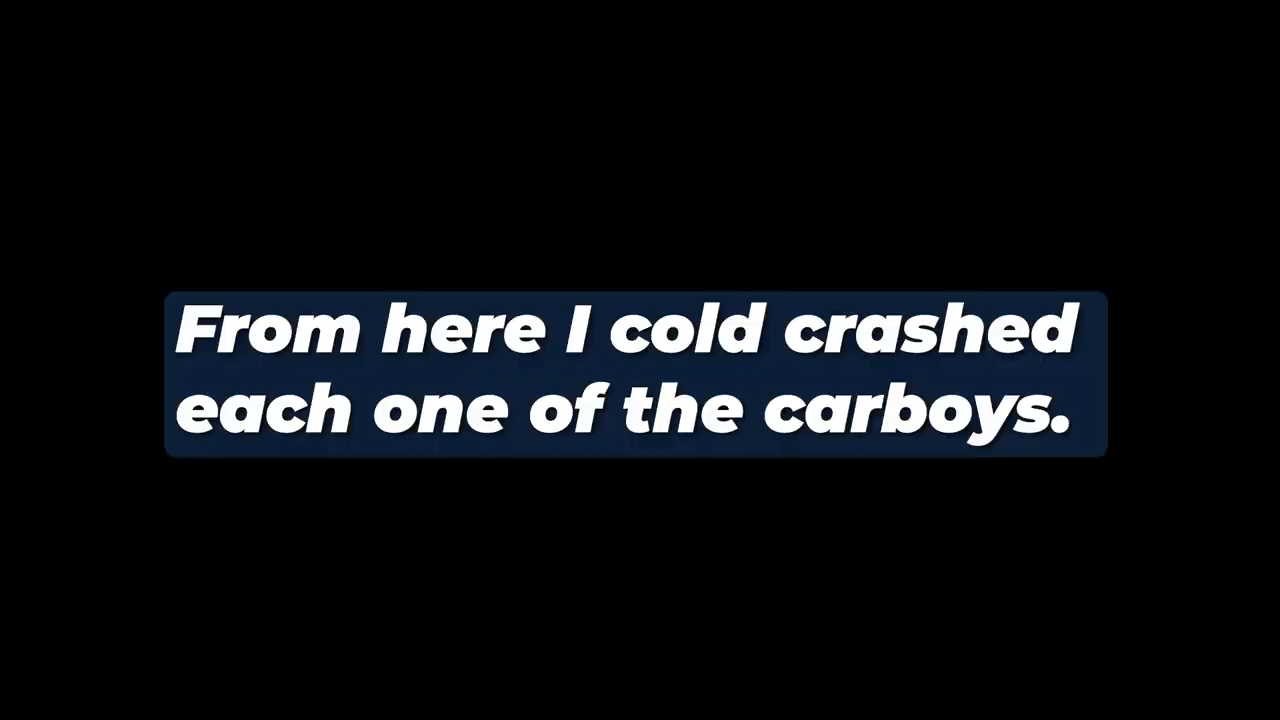 From here I cold crashed
each one of the carboys.